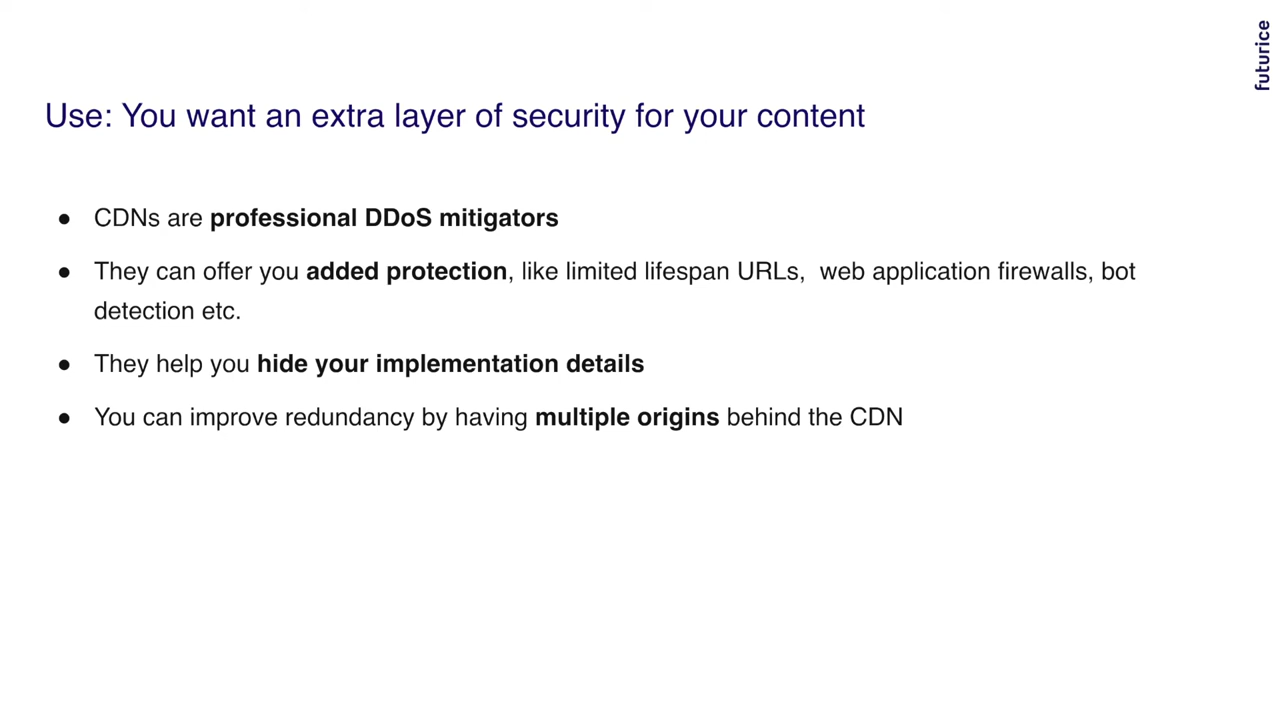 futurice
Use: You want an extra layer of security for your content
● CDNs are professional DDoS mitigators
● They can offer you added protection, like limited lifespan URLs,  web application firewalls, bot
detection etc.
● They help you hide your implementation details
● You can improve redundancy by having multiple origins behind the CDN